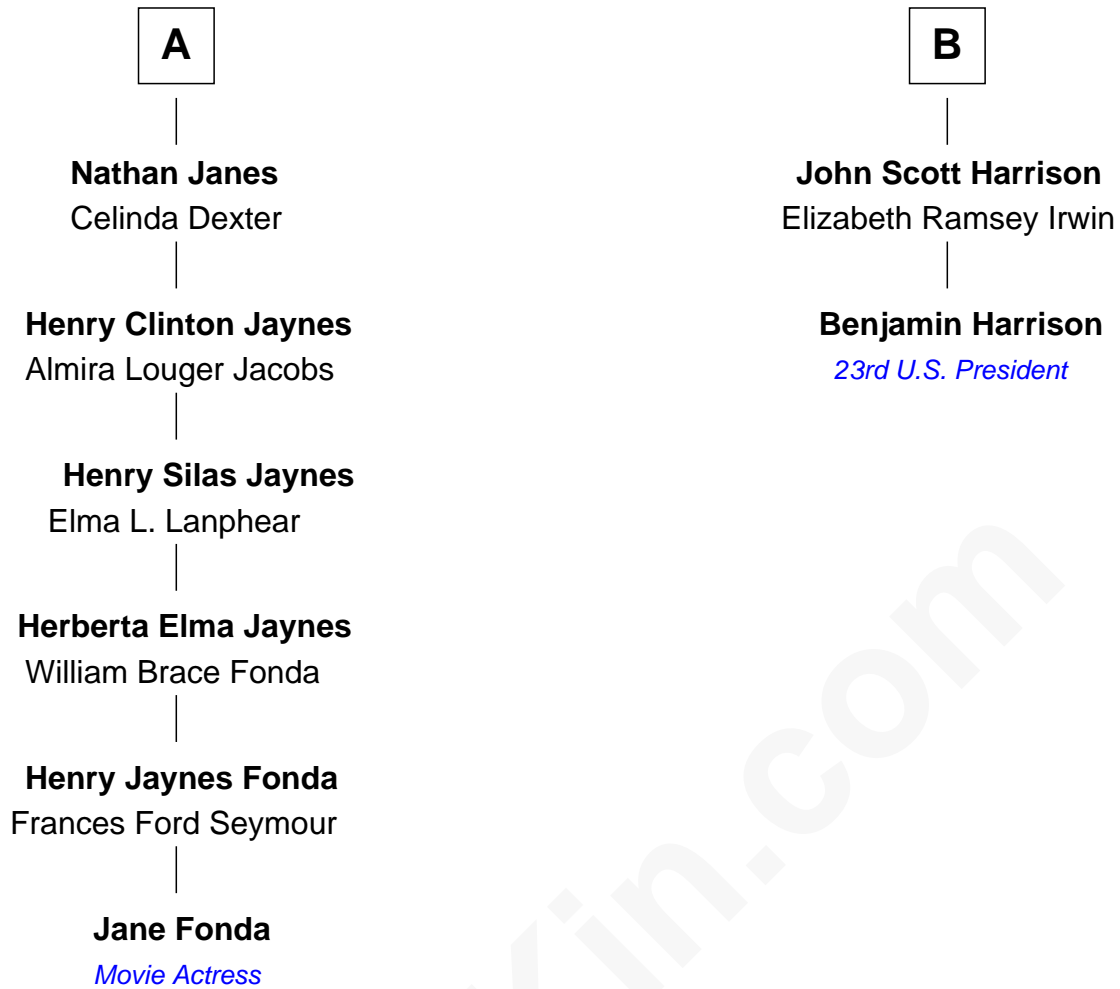 A
Nathan Janes
Celinda Dexter
Henry Clinton Jaynes
Almira Louger Jacobs
Henry Silas Jaynes
Elma L. Lanphear
Herberta Elma Jaynes
William Brace Fonda
Henry Jaynes Fonda
Frances Ford Seymour
Jane Fonda
Movie Actress
B
John Scott Harrison
Elizabeth Ramsey Irwin
Benjamin Harrison
23rd U.S. President
Kin.com